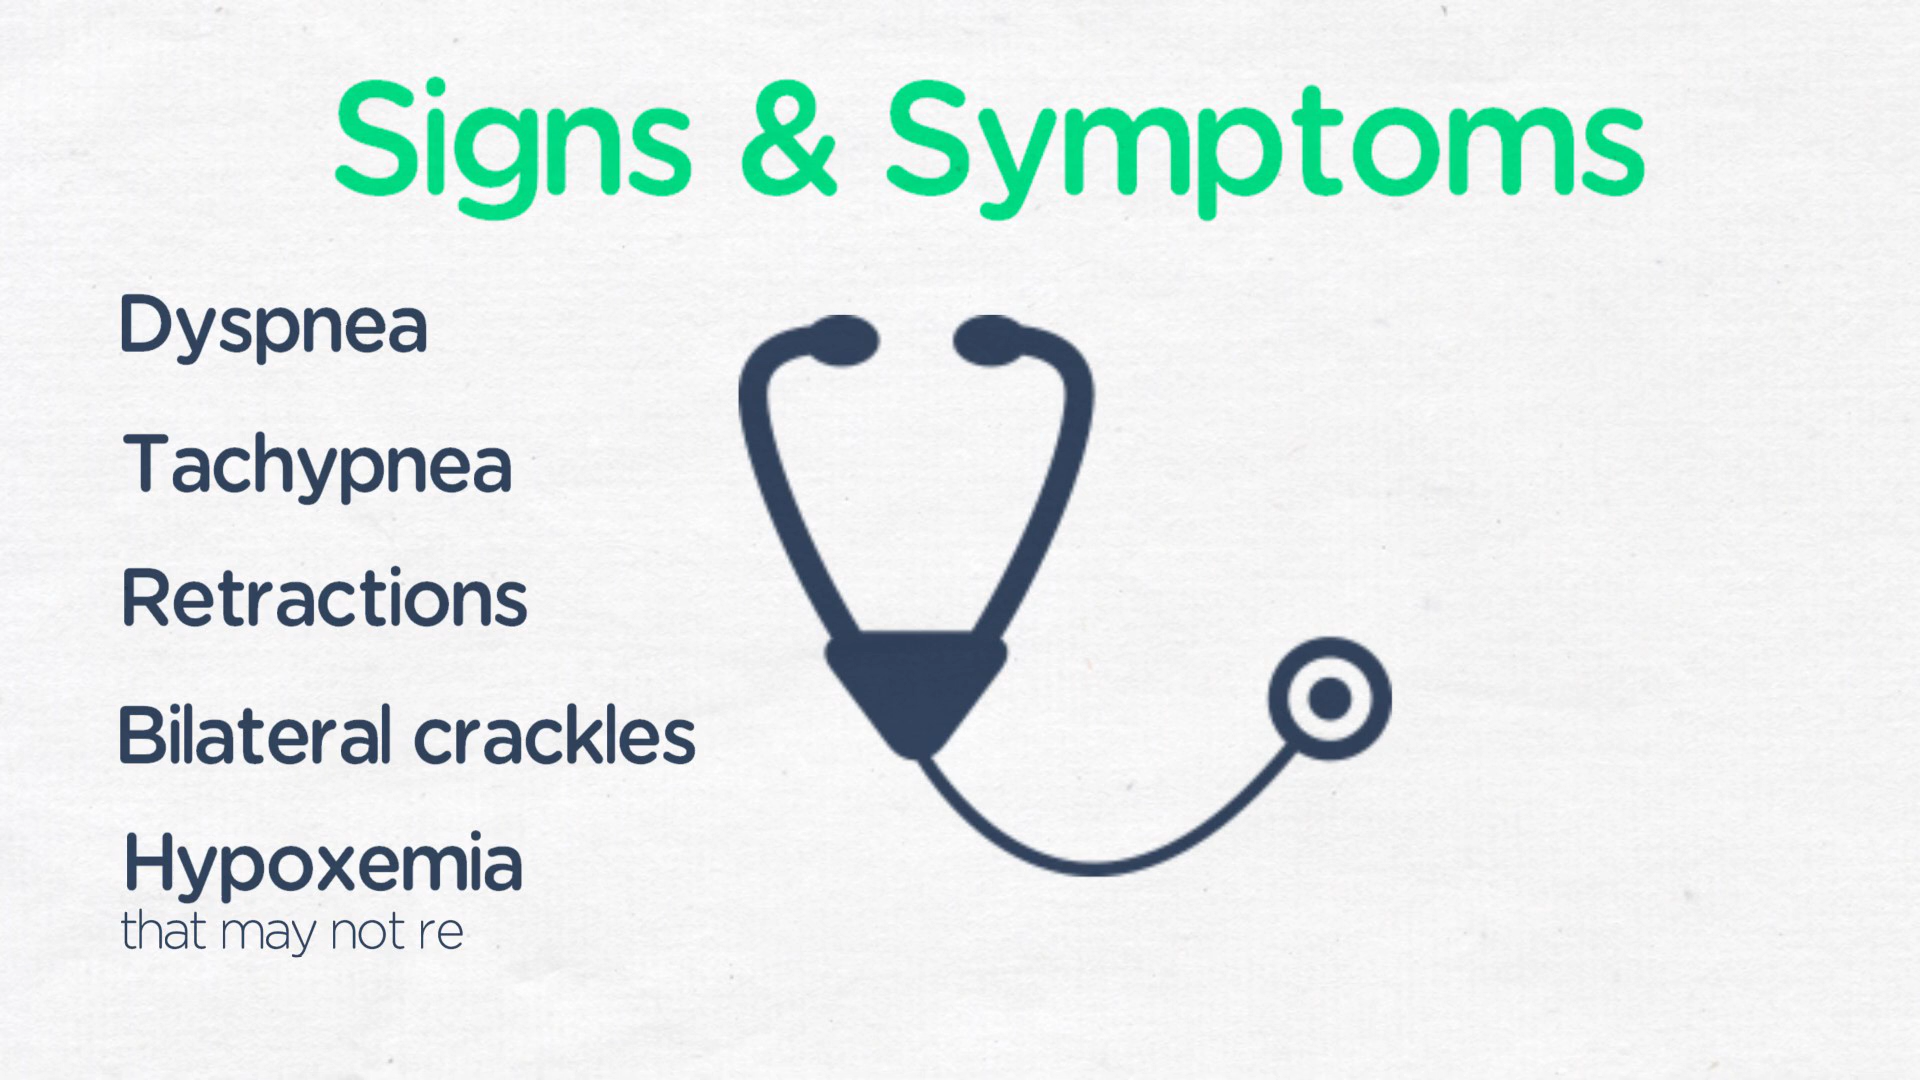 Signs & Symptoms
Dyspnea
Tachypnea
Retractions
Bilateral crackles
Hypoxemia
that may not re